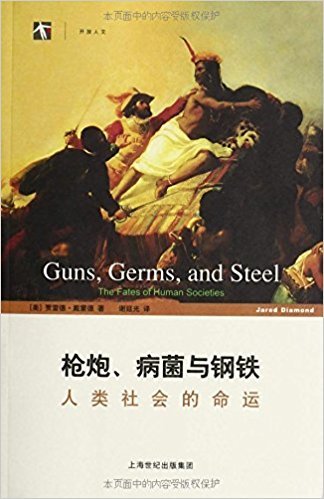 本页面中的内容受版权保护
开放人文
Guns, Germs, and Steel
The Fates of Human Societies
[美] 贾雷德·戴蒙德 著 谢延光 译
Jared Diamond
枪炮、病菌与钢铁
人类社会的命运
上海世纪出版集团
本页面中的内容受版权保护